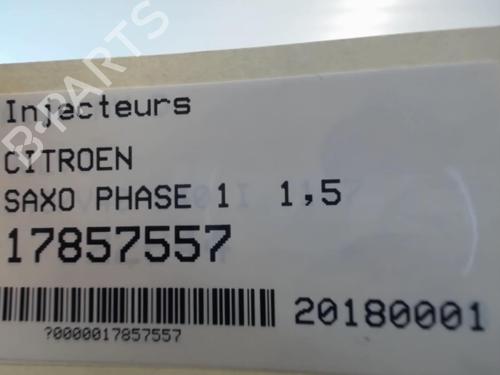 Injecteurs
CITROEN
SAXO PHASE 1 1,5
17857557
20180001
?0000017857557
B-PARTS